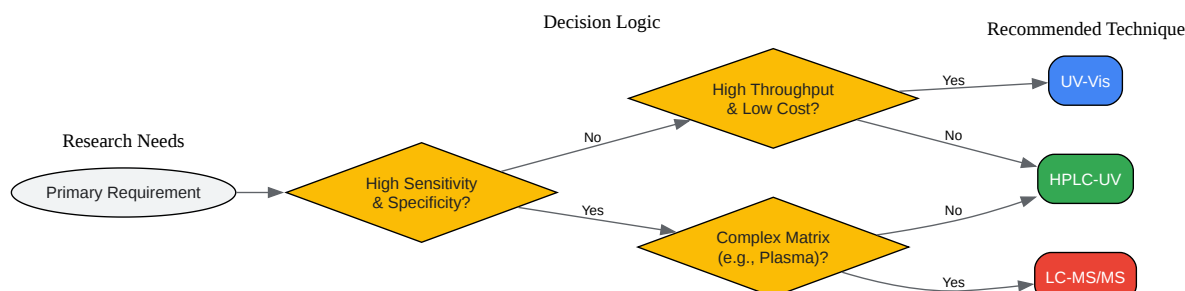 Decision Logic
Recommended Technique
High Throughput
& Low Cost?
Yes
UV-Vis
Research Needs
No
No
Primary Requirement
High Sensitivity
& Specificity?
HPLC-UV
Yes
No
Complex Matrix
(e.g., Plasma)?
Yes
LC-MS/MS